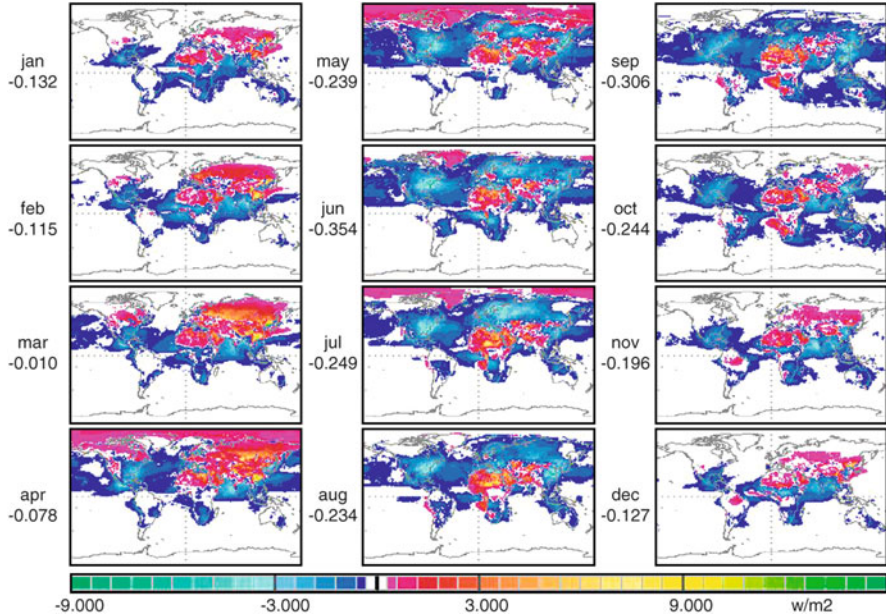 jan
-0.132
feb
-0.115
mar
-0.010
apr
-0.078
may
-0.239
jun
-0.354
jul
-0.249
aug
-0.234
sep
-0.306
oct
-0.244
nov
-0.196
dec
-0.127
-9.000 -3.000 3.000 9.000 w/m2